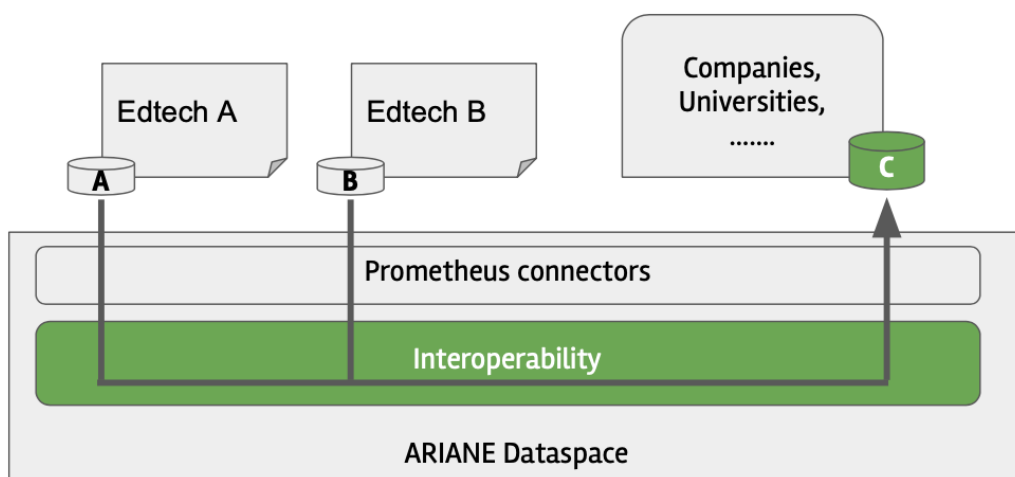 Edtech A
Edtech B
Companies,
Universities,
.......
A
B
C
Prometheus connectors
Interoperability
ARIANE Dataspace